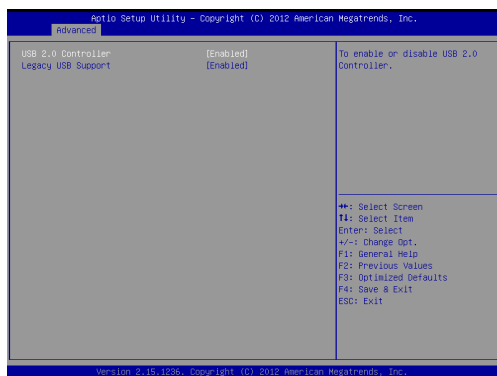 Aptio Setup Utility – Copyright (C) 2012 American Megatrends, Inc.
Advanced
USB 2.0 Controller [Enabled]
Legacy USB Support [Enabled]
To enable or disable USB 2.0
Controller.
→←: Select Screen
↑↓: Select Item
Enter: Select
+/-: Change Opt.
F1: General Help
F2: Previous Values
F3: Optimized Defaults
F4: Save & Exit
ESC: Exit
Version 2.15.1236. Copyright (C) 2012 American Megatrends, Inc.